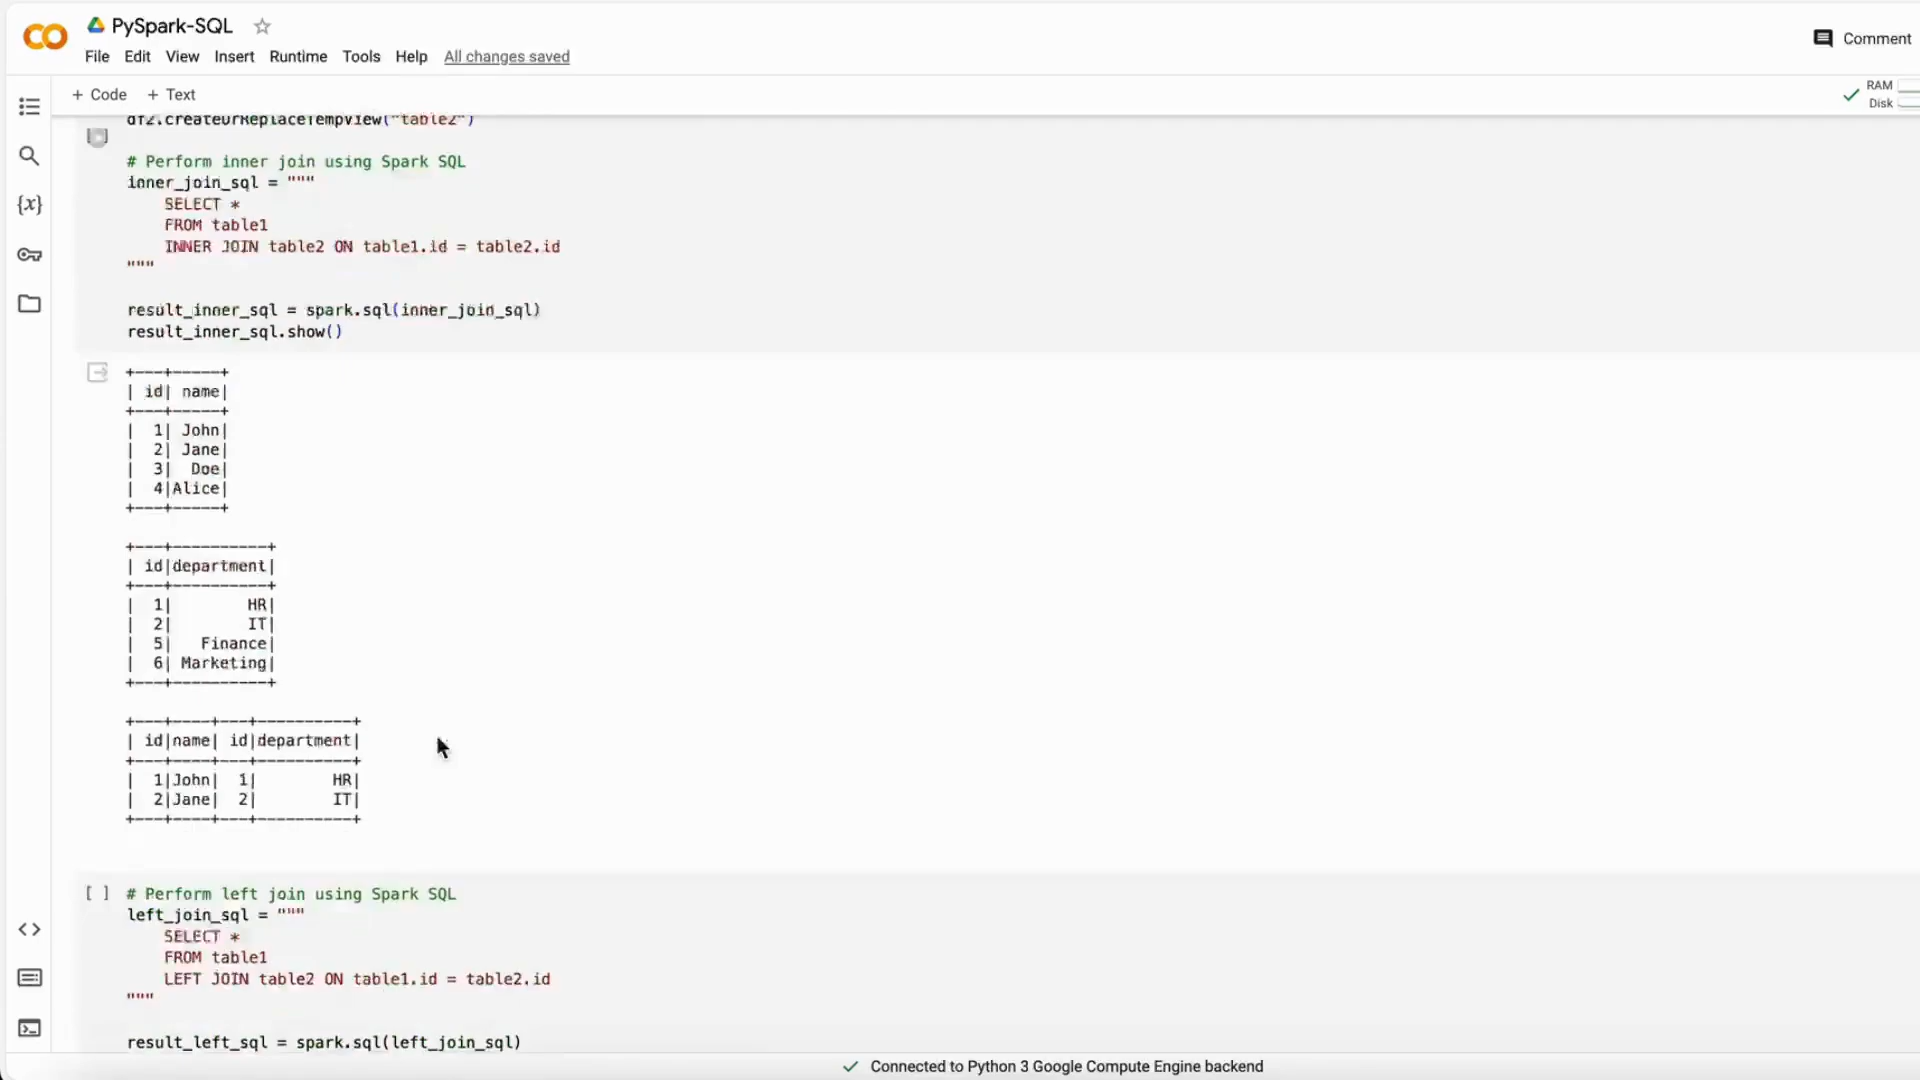 PySpark-SQL
File Edit View Insert Runtime Tools Help All changes saved
Comment
+ Code + Text
RAM
Disk
df2.createOrReplaceTempView("table2")
# Perform inner join using Spark SQL
inner_join_sql = """
SELECT *
FROM table1
INNER JOIN table2 ON table1.id = table2.id
"""
result_inner_sql = spark.sql(inner_join_sql)
result_inner_sql.show()
+---+-----+
| id| name|
+---+-----+
|  1| John|
|  2| Jane|
|  3|  Doe|
|  4|Alice|
+---+-----+
+---+----------+
| id|department|
+---+----------+
|  1|        HR|
|  2|        IT|
|  5|   Finance|
|  6| Marketing|
+---+----------+
+---+----+---+----------+
| id|name| id|department|
+---+----+---+----------+
|  1|John|  1|        HR|
|  2|Jane|  2|        IT|
+---+----+---+----------+
[ ] # Perform left join using Spark SQL
left_join_sql = """
SELECT *
FROM table1
LEFT JOIN table2 ON table1.id = table2.id
"""
result_left_sql = spark.sql(left_join_sql)
Connected to Python 3 Google Compute Engine backend